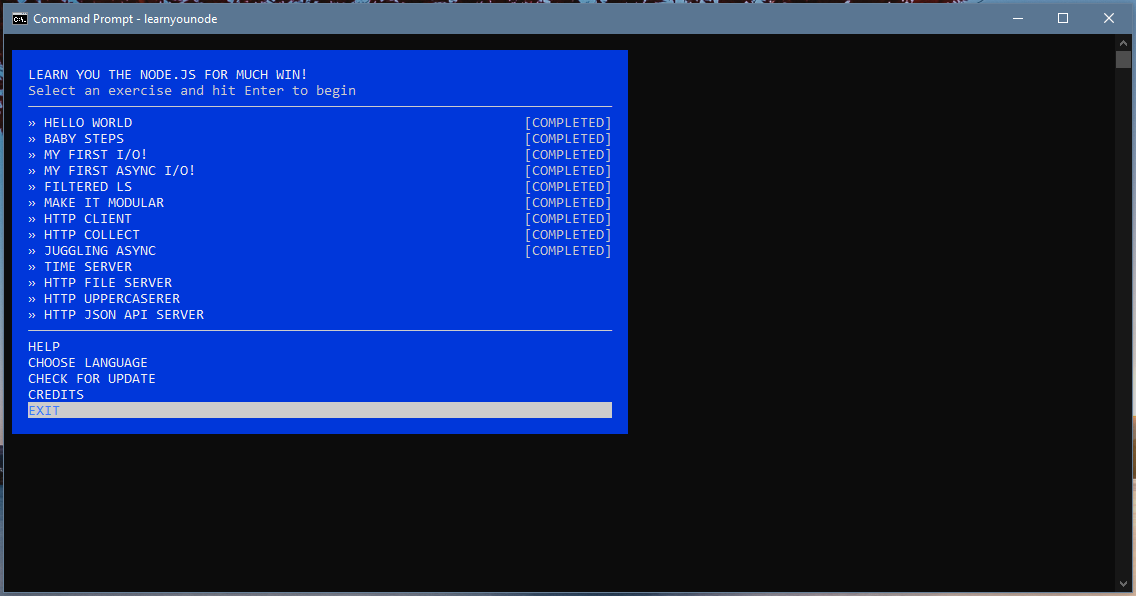 Command Prompt - learnyounode
LEARN YOU THE NODE.JS FOR MUCH WIN!
Select an exercise and hit Enter to begin
» HELLO WORLD [COMPLETED]
» BABY STEPS [COMPLETED]
» MY FIRST I/O! [COMPLETED]
» MY FIRST ASYNC I/O! [COMPLETED]
» FILTERED LS [COMPLETED]
» MAKE IT MODULAR [COMPLETED]
» HTTP CLIENT [COMPLETED]
» HTTP COLLECT [COMPLETED]
» JUGGLING ASYNC [COMPLETED]
» TIME SERVER
» HTTP FILE SERVER
» HTTP UPPERCASERER
» HTTP JSON API SERVER
HELP
CHOOSE LANGUAGE
CHECK FOR UPDATE
CREDITS
EXIT